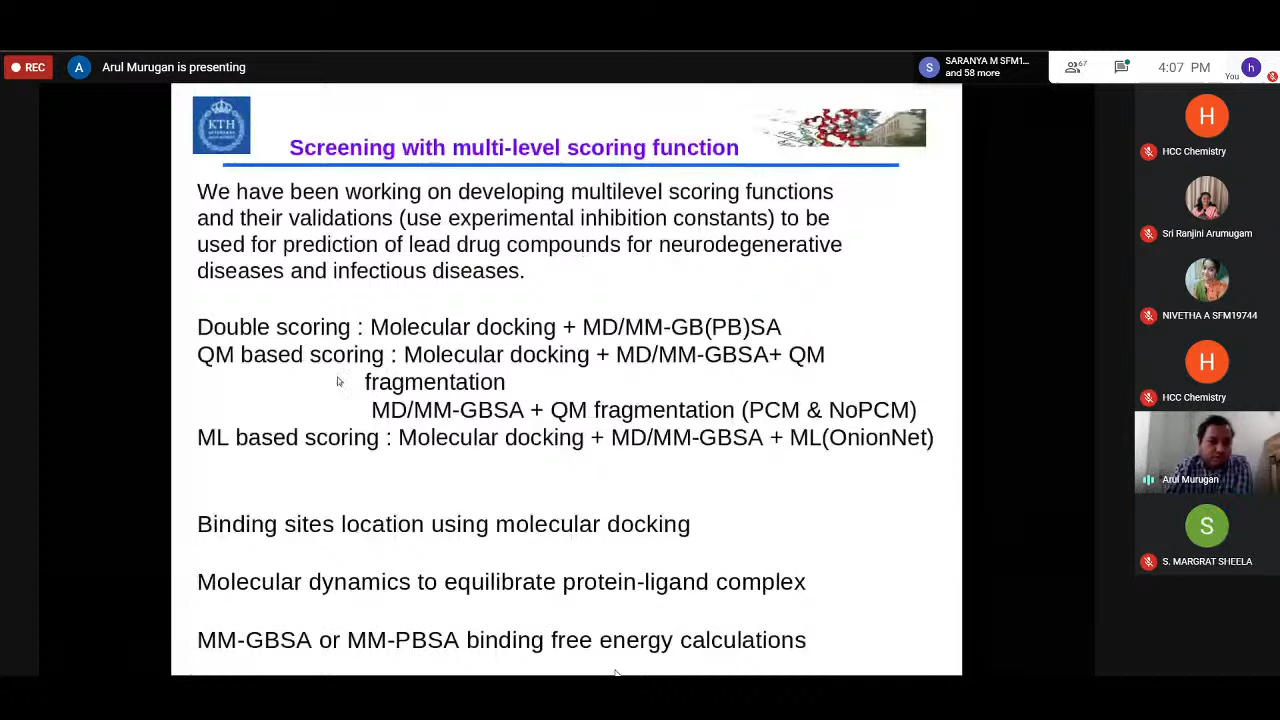 REC
A
Arul Murugan is presenting
S
SARANYA M SFM1...
and 58 more
67
4:07 PM
You
h
KTH
Screening with multi-level scoring function
We have been working on developing multilevel scoring functions
and their validations (use experimental inhibition constants) to be
used for prediction of lead drug compounds for neurodegenerative
diseases and infectious diseases.
Double scoring : Molecular docking + MD/MM-GB(PB)SA
QM based scoring : Molecular docking + MD/MM-GBSA+ QM
fragmentation
MD/MM-GBSA + QM fragmentation (PCM & NoPCM)
ML based scoring : Molecular docking + MD/MM-GBSA + ML(OnionNet)
Binding sites location using molecular docking
Molecular dynamics to equilibrate protein-ligand complex
MM-GBSA or MM-PBSA binding free energy calculations
H
HCC Chemistry
Sri Ranjini Arumugam
NIVETHA A SFM19744
H
HCC Chemistry
Arul Murugan
S
S. MARGRAT SHEELA